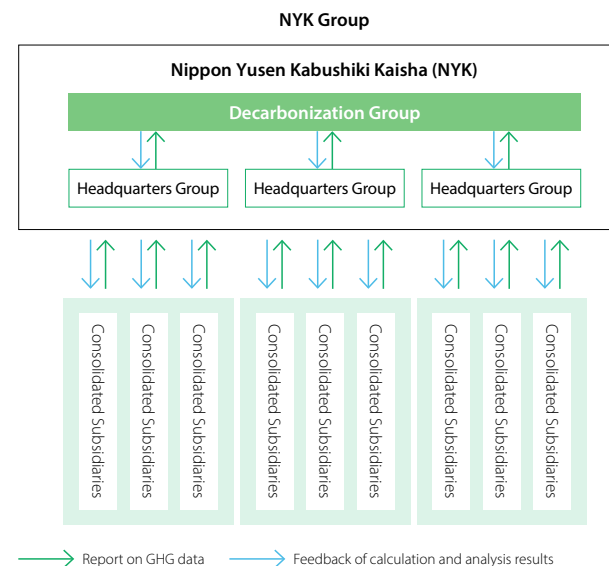 NYK Group
Nippon Yusen Kabushiki Kaisha (NYK)
Decarbonization Group
Headquarters Group
Headquarters Group
Headquarters Group
Consolidated Subsidiaries
Consolidated Subsidiaries
Consolidated Subsidiaries
Consolidated Subsidiaries
Consolidated Subsidiaries
Consolidated Subsidiaries
Consolidated Subsidiaries
Consolidated Subsidiaries
Consolidated Subsidiaries
Report on GHG data
Feedback of calculation and analysis results